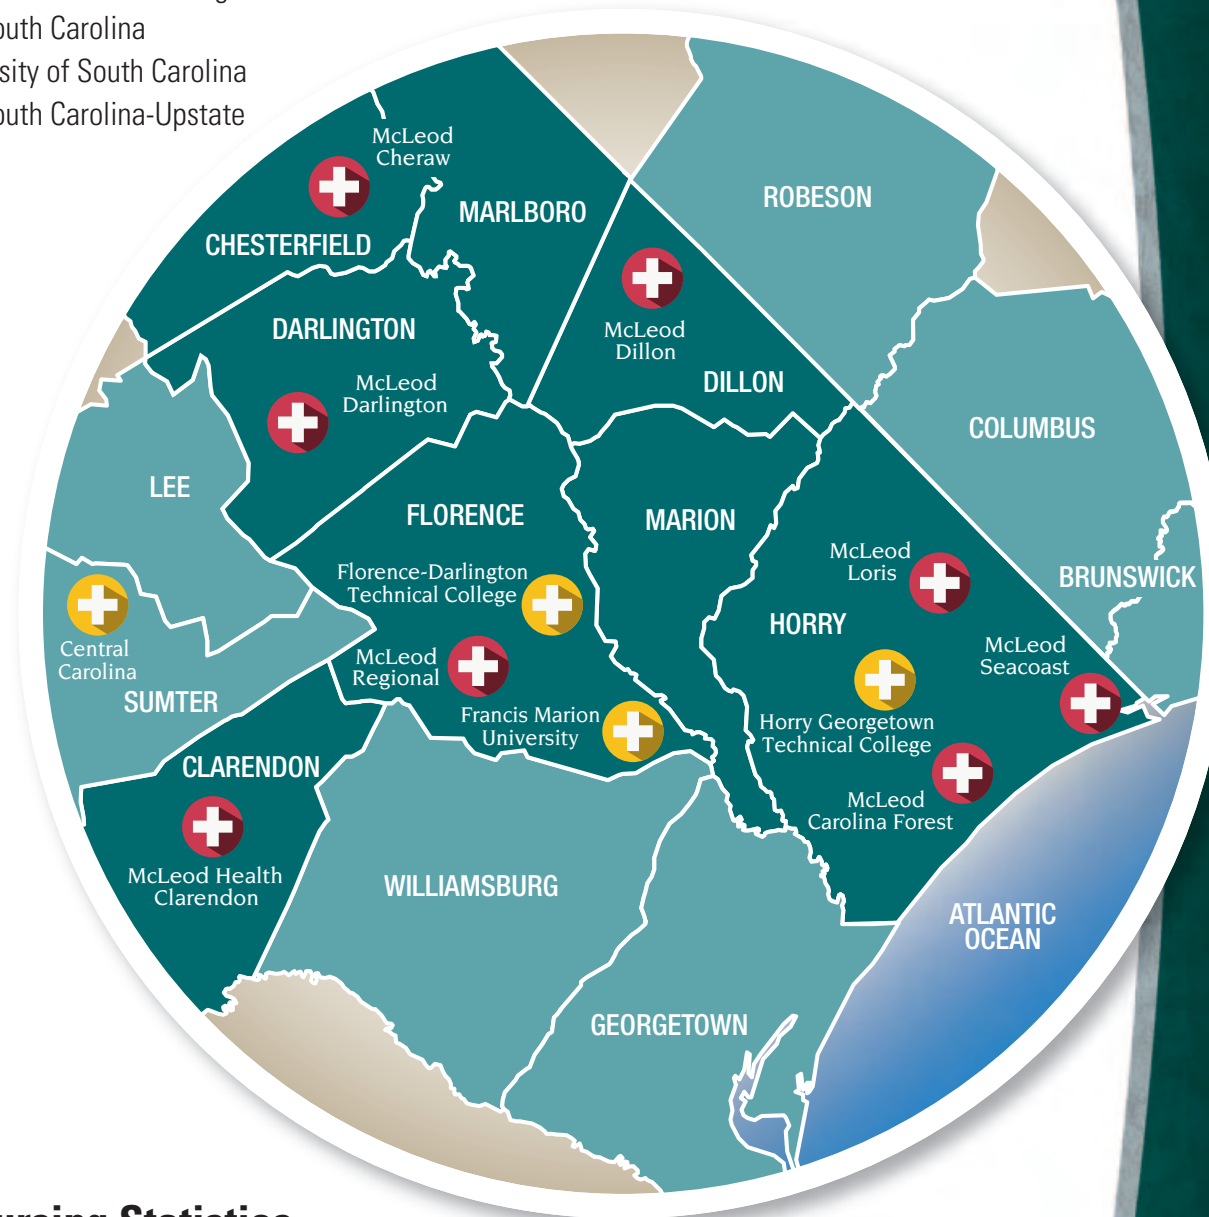 outh Carolina
sity of South Carolina
outh Carolina-Upstate
McLeod
Cheraw
MARLBORO
ROBESON
CHESTERFIELD
DARLINGTON
McLeod
Dillon
DILLON
McLeod
Darlington
COLUMBUS
LEE
FLORENCE
MARION
McLeod
Loris
Florence-Darlington
Technical College
BRUNSWICK
HORRY
Central
Carolina
McLeod
Regional
McLeod
Seacoast
SUMTER
Francis Marion
University
Horry Georgetown
Technical College
CLARENDON
McLeod
Carolina Forest
McLeod Health
Clarendon
WILLIAMSBURG
ATLANTIC
OCEAN
GEORGETOWN
ursing Statistics